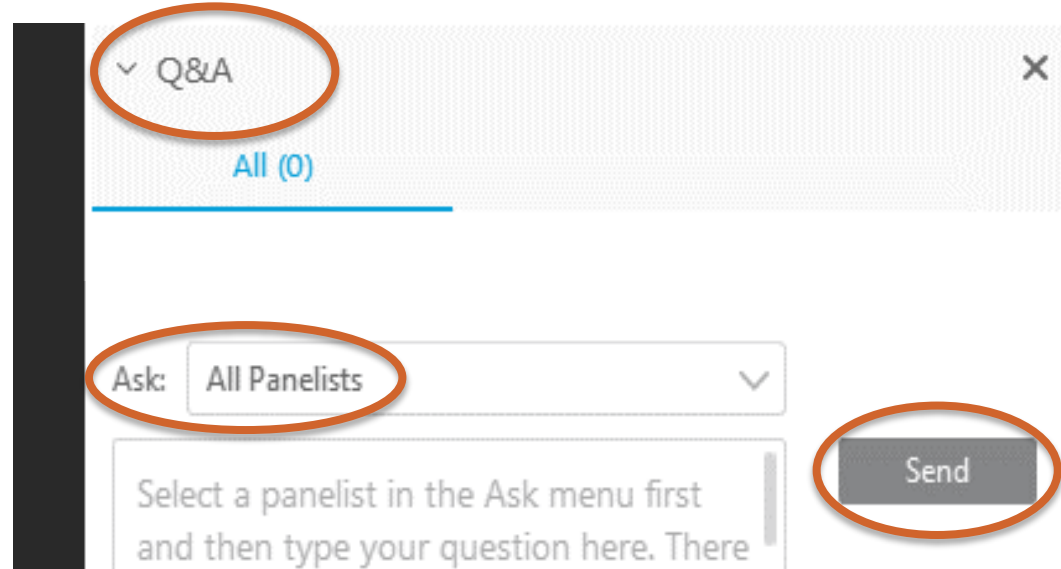 Q&A
All (0)
Ask: All Panelists
Send
Select a panelist in the Ask menu first
and then type your question here. There